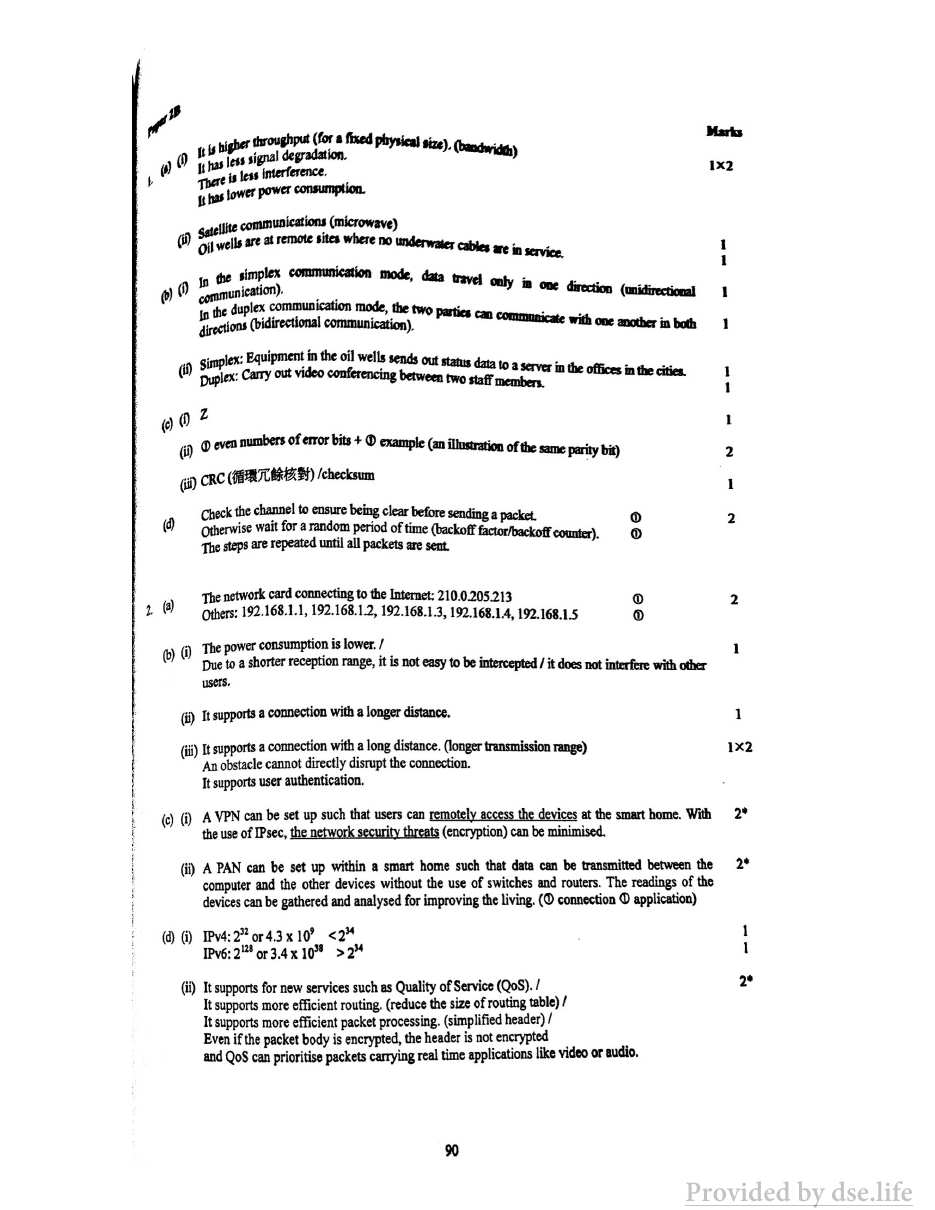 Paper 2B
Marks
1. (a) (i) It is higher throughput (for a fixed physical size). (bandwidth)
It has less signal degradation. 1×2
There is less interference.
It has lower power consumption.
(ii) Satellite communications (microwave) 1
Oil wells are at remote sites where no underwater cables are in service. 1
(b) (i) In the simplex communication mode, data travel only in one direction (unidirectional 1
communication).
In the duplex communication mode, the two parties can communicate with one another in both 1
directions (bidirectional communication).
(ii) Simplex: Equipment in the oil wells sends out status data to a server in the offices in the cities. 1
Duplex: Carry out video conferencing between two staff members. 1
(c) (i) Z 1
(ii) ① even numbers of error bits + ① example (an illustration of the same parity bit) 2
(iii) CRC (循環冗餘核對) /checksum 1
(d) Check the channel to ensure being clear before sending a packet. ① 2
Otherwise wait for a random period of time (backoff factor/backoff counter). ①
The steps are repeated until all packets are sent.
2. (a) The network card connecting to the Internet: 210.0.205.213 ① 2
Others: 192.168.1.1, 192.168.1.2, 192.168.1.3, 192.168.1.4, 192.168.1.5 ①
(b) (i) The power consumption is lower. / 1
Due to a shorter reception range, it is not easy to be intercepted / it does not interfere with other
users.
(ii) It supports a connection with a longer distance. 1
(iii) It supports a connection with a long distance. (longer transmission range) 1×2
An obstacle cannot directly disrupt the connection.
It supports user authentication.
(c) (i) A VPN can be set up such that users can remotely access the devices at the smart home. With 2*
the use of IPsec, the network security threats (encryption) can be minimised.
(ii) A PAN can be set up within a smart home such that data can be transmitted between the 2*
computer and the other devices without the use of switches and routers. The readings of the
devices can be gathered and analysed for improving the living. (① connection ① application)
(d) (i) IPv4: 2³² or 4.3 x 10⁹ < 2³⁴ 1
IPv6: 2¹²⁸ or 3.4 x 10³⁸ > 2³⁴ 1
(ii) It supports for new services such as Quality of Service (QoS). / 2*
It supports more efficient routing. (reduce the size of routing table) /
It supports more efficient packet processing. (simplified header) /
Even if the packet body is encrypted, the header is not encrypted
and QoS can prioritise packets carrying real time applications like video or audio.
90
Provided by dse.life